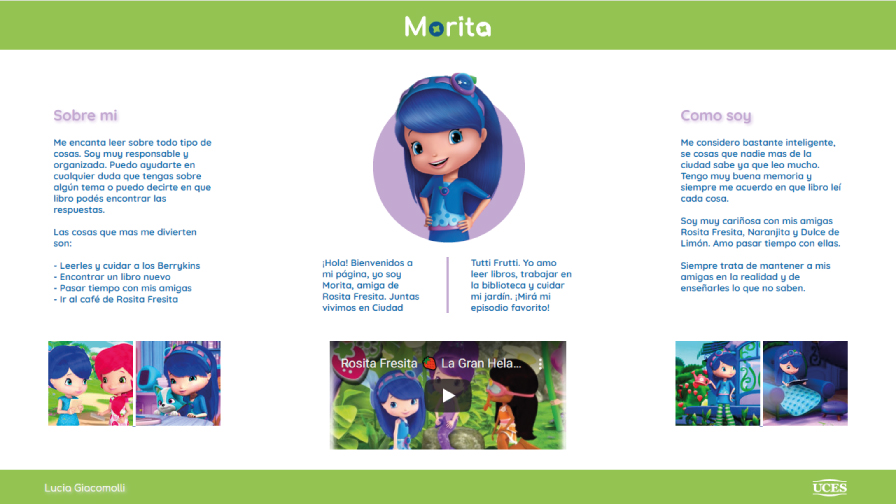 Morita
Sobre mi
Me encanta leer sobre todo tipo de
cosas. Soy muy responsable y
organizada. Puedo ayudarte en
cualquier duda que tengas sobre
algún tema o puedo decirte en que
libro podés encontrar las
respuestas.
Las cosas que mas me divierten
son:
- Leerles y cuidar a los Berrykins
- Encontrar un libro nuevo
- Pasar tiempo con mis amigas
- Ir al café de Rosita Fresita
¡Hola! Bienvenidos a
mi página, yo soy
Morita, amiga de
Rosita Fresita. Juntas
vivimos en Ciudad
Tutti Frutti. Yo amo
leer libros, trabajar en
la biblioteca y cuidar
mi jardín. ¡Mirá mi
episodio favorito!
Rosita Fresita 🍓 La Gran Hela...
Como soy
Me considero bastante inteligente,
se cosas que nadie mas de la
ciudad sabe ya que leo mucho.
Tengo muy buena memoria y
siempre me acuerdo en que libro leí
cada cosa.
Soy muy cariñosa con mis amigas
Rosita Fresita, Naranjita y Dulce de
Limón. Amo pasar tiempo con ellas.
Siempre trato de mantener a mis
amigas en la realidad y de
enseñarles lo que no saben.
Lucia Giacomolli
UCES